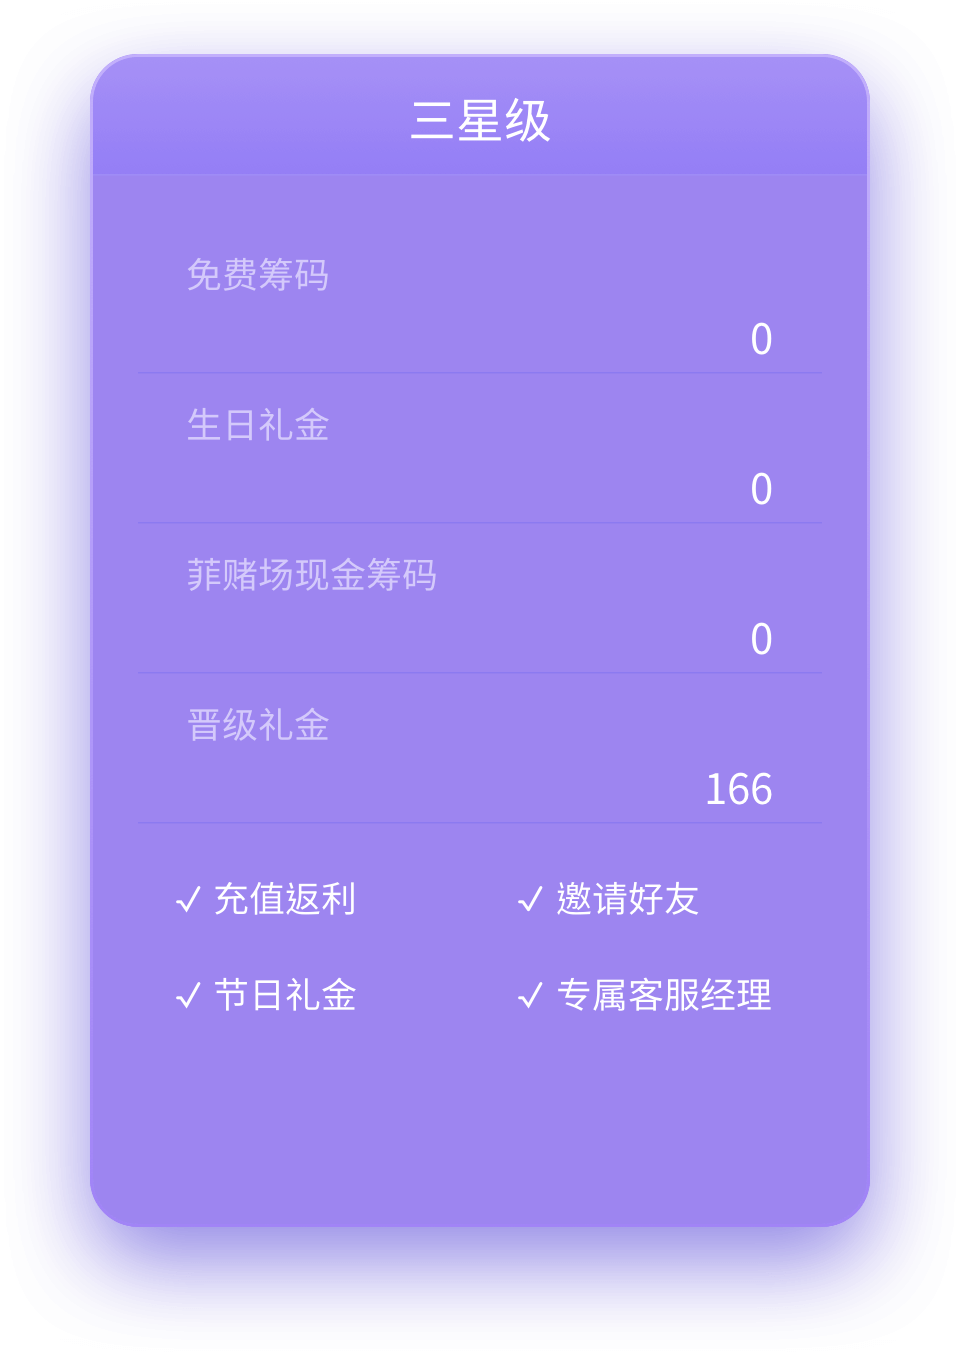 三星级
免费筹码
0
生日礼金
0
菲赌场现金筹码
0
晋级礼金
166
✓ 充值返利 ✓ 邀请好友
✓ 节日礼金 ✓ 专属客服经理